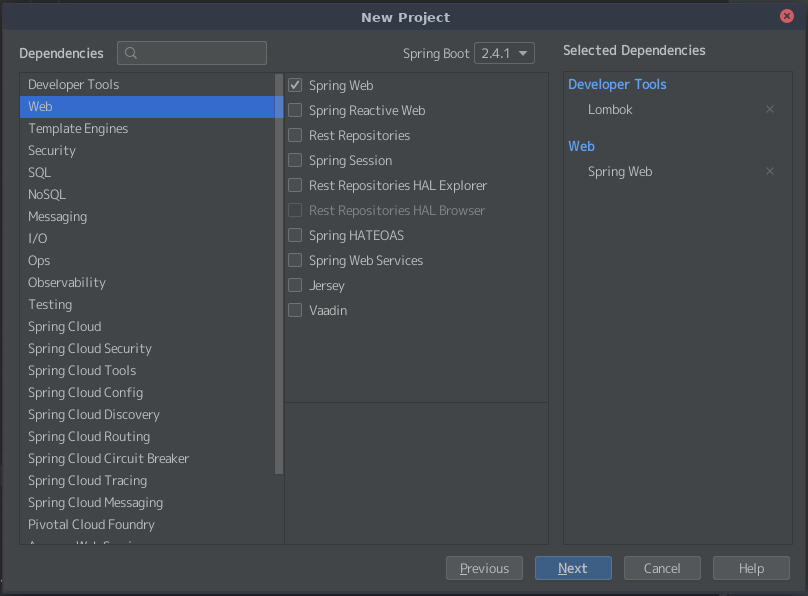 New Project
Dependencies
Spring Boot 2.4.1
Selected Dependencies
Developer Tools
Web
Template Engines
Security
SQL
NoSQL
Messaging
I/O
Ops
Observability
Testing
Spring Cloud
Spring Cloud Security
Spring Cloud Tools
Spring Cloud Config
Spring Cloud Discovery
Spring Cloud Routing
Spring Cloud Circuit Breaker
Spring Cloud Tracing
Spring Cloud Messaging
Pivotal Cloud Foundry
Spring Web
Spring Reactive Web
Rest Repositories
Spring Session
Rest Repositories HAL Explorer
Rest Repositories HAL Browser
Spring HATEOAS
Spring Web Services
Jersey
Vaadin
Developer Tools
Lombok
Web
Spring Web
Previous
Next
Cancel
Help